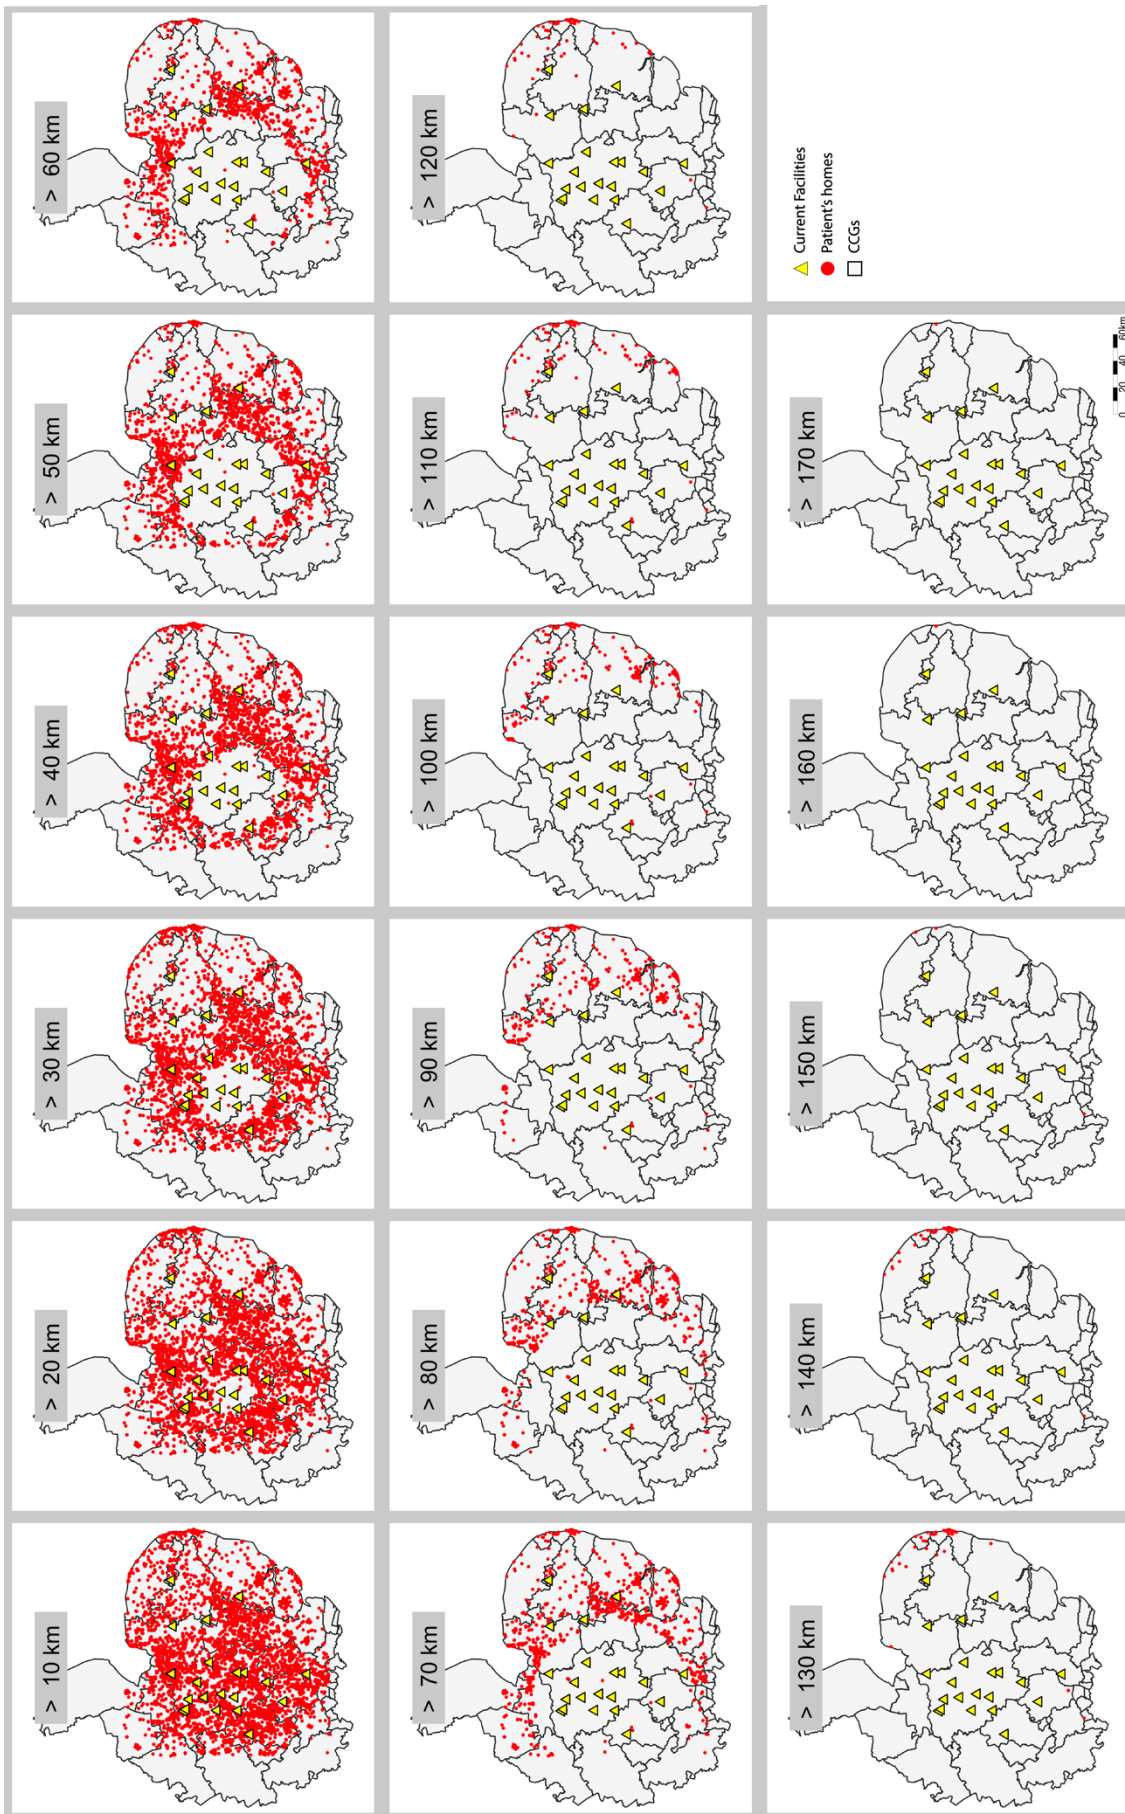 > 10 km
> 20 km
> 30 km
> 40 km
> 50 km
> 60 km
> 70 km
> 80 km
> 90 km
> 100 km
> 110 km
> 120 km
> 130 km
> 140 km
> 150 km
> 160 km
> 170 km
Current Facilities
Patient's homes
CCGs
0 20 40 60km